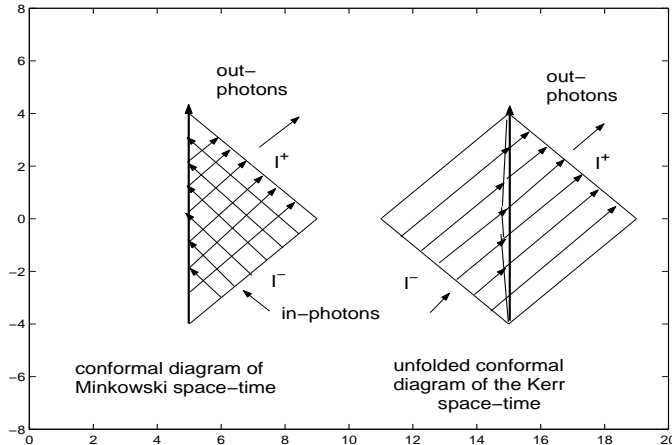 8
6
4
2
0
−2
−4
−6
−8
0
2
4
6
8
10
12
14
16
18
20
out−
photons
I+
I−
in−photons
conformal diagram of
Minkowski space−time
out−
photons
I+
I−
unfolded conformal
diagram of the Kerr
space−time